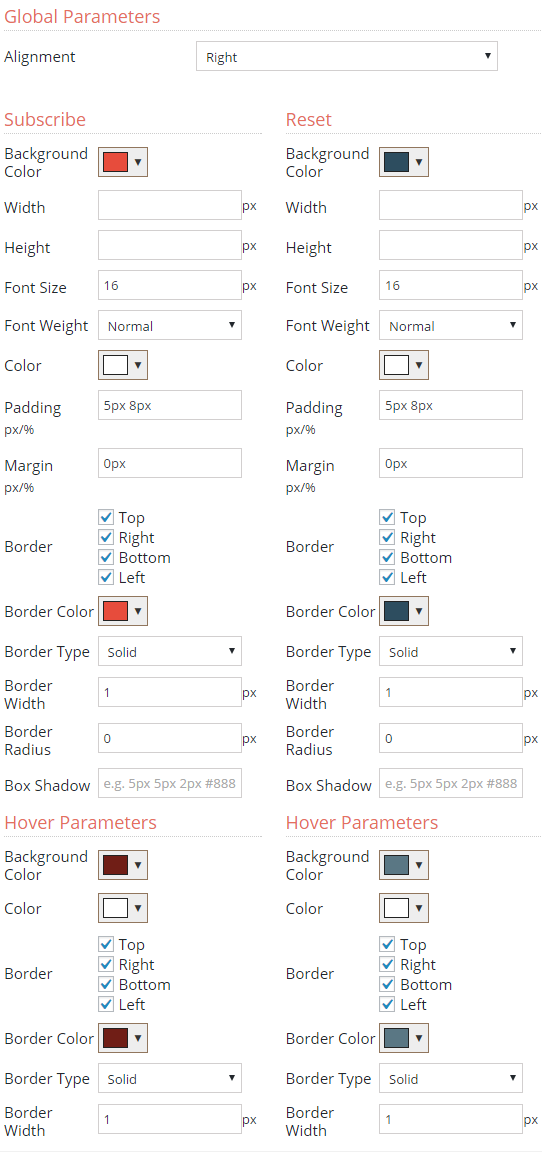 Global Parameters
Alignment Right
Subscribe
Background
Color
Width px
Height px
Font Size 16 px
Font Weight Normal
Color
Padding 5px 8px
px/%
Margin 0px
px/%
Border
Top
Right
Bottom
Left
Border Color
Border Type Solid
Border
Width 1 px
Border
Radius 0 px
Box Shadow e.g. 5px 5px 2px #888
Hover Parameters
Background
Color
Color
Border
Top
Right
Bottom
Left
Border Color
Border Type Solid
Border
Width 1 px
Reset
Background
Color
Width px
Height px
Font Size 16 px
Font Weight Normal
Color
Padding 5px 8px
px/%
Margin 0px
px/%
Border
Top
Right
Bottom
Left
Border Color
Border Type Solid
Border
Width 1 px
Border
Radius 0 px
Box Shadow e.g. 5px 5px 2px #888
Hover Parameters
Background
Color
Color
Border
Top
Right
Bottom
Left
Border Color
Border Type Solid
Border
Width 1 px